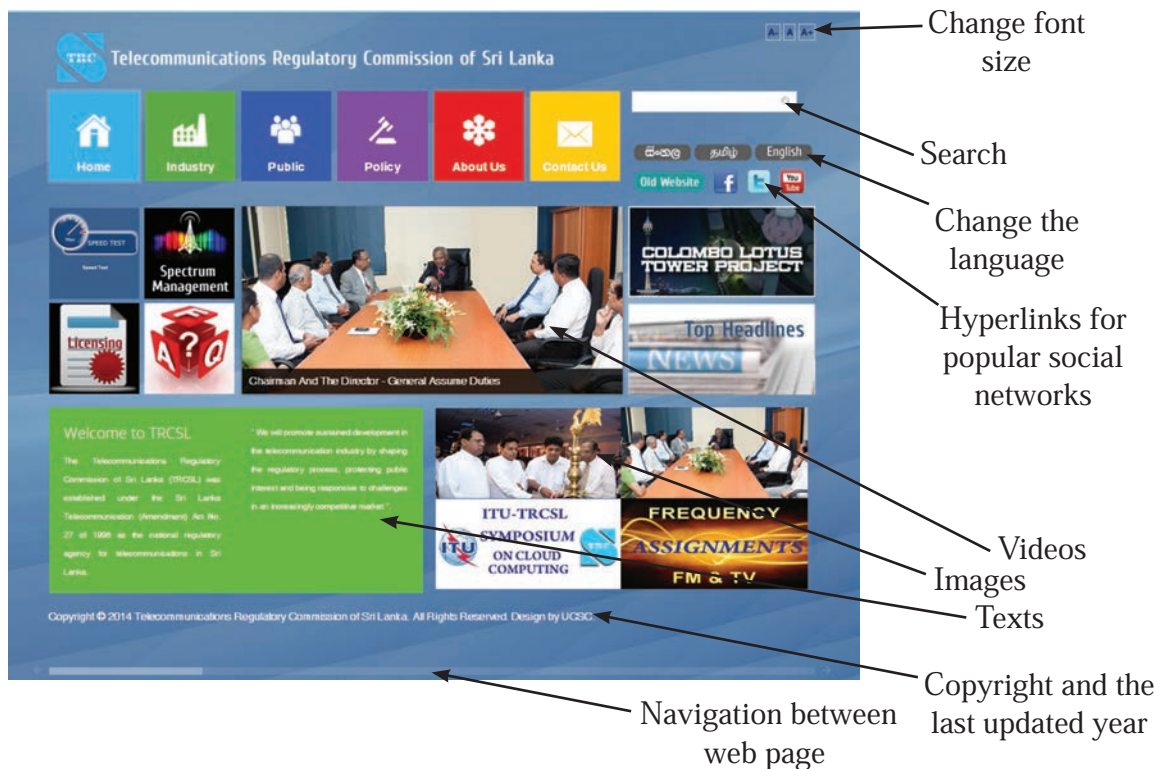 A- A A+
Change font
size
TRC
Telecommunications Regulatory Commission of Sri Lanka
Home
Industry
Public
Policy
About Us
Contact Us
Search
සිංහල
தமிழ்
English
Old Website
f
t
You
Tube
Change the
language
Hyperlinks for
popular social
networks
SPEED TEST
Speed Test
Spectrum
Management
Licensing
F
A ? Q
Chairman And The Director - General Assume Duties
COLOMBO LOTUS
TOWER PROJECT
Top Headlines
NEWS
Welcome to TRCSL
The Telecommunications Regulatory
Commission of Sri Lanka (TRCSL) was
established under the Sri Lanka
Telecommunication (Amendment) Act No.
27 of 1996 as the national regulatory
agency for telecommunications in Sri
Lanka.
" We will promote sustained development in
the telecommunication industry by shaping
the regulatory process, protecting public
interest and being responsive to challenges
in an increasingly competitive market "
ITU-TRCSL
SYMPOSIUM
ON CLOUD
COMPUTING
ITU
TRC
FREQUENCY
ASSIGNMENTS
FM & TV
Videos
Images
Texts
Copyright © 2014 Telecommunications Regulatory Commission of Sri Lanka. All Rights Reserved. Design by UCSC
Copyright and the
last updated year
Navigation between
web page